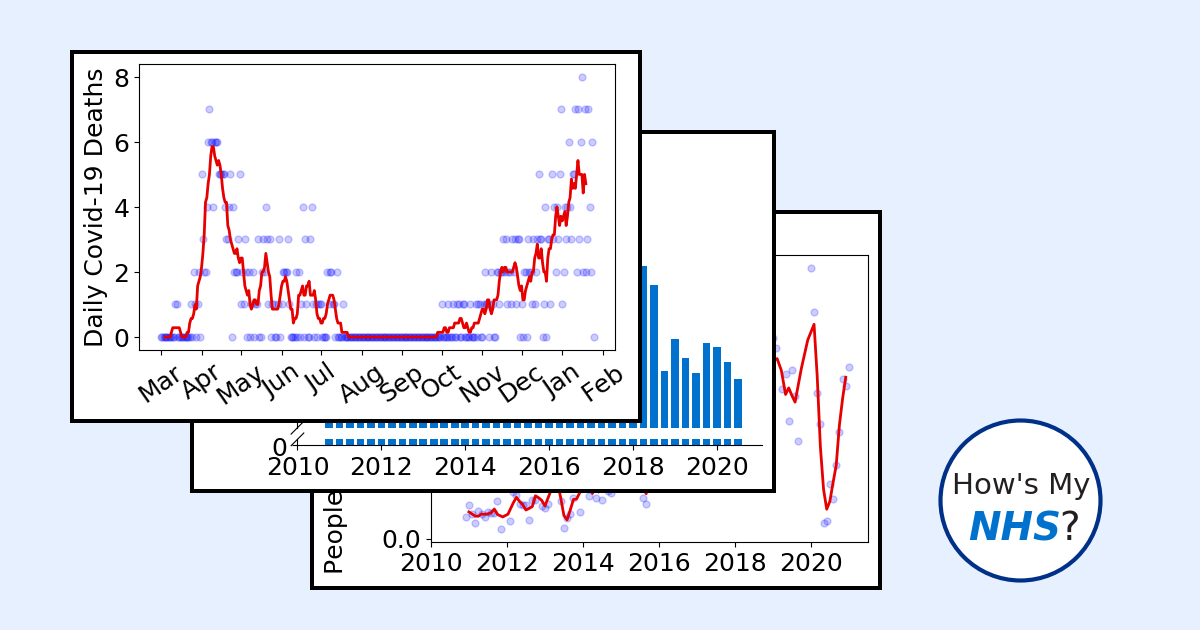 Daily Covid-19 Deaths
8
6
4
2
0
Mar Apr May Jun Jul Aug Sep Oct Nov Dec Jan Feb
0
2010 2012 2014 2016 2018 2020
People
0.0
2010 2012 2014 2016 2018 2020
How's My
NHS?